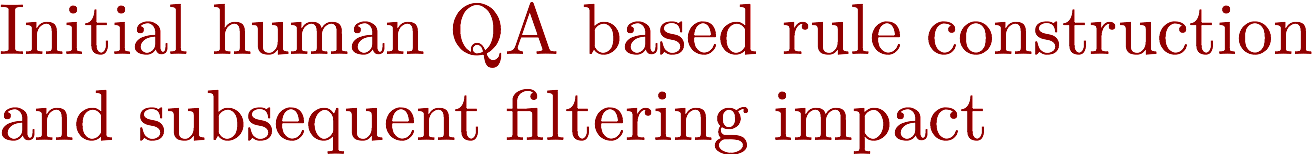 Initial human QA based rule construction
and subsequent filtering impact